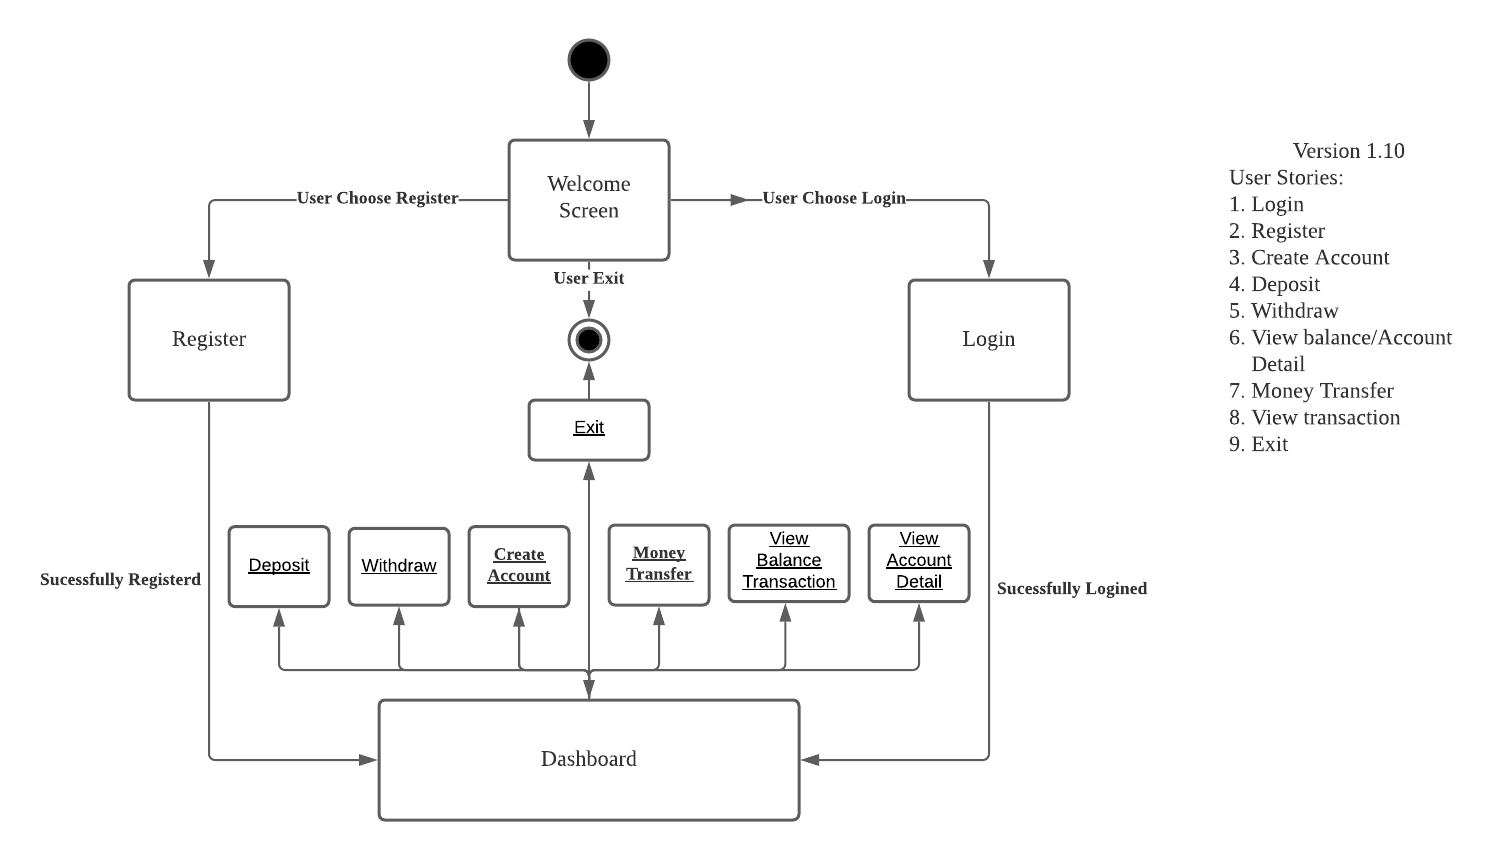 Welcome
Screen
User Choose Register
User Choose Login
User Exit
Register
Login
Exit
Deposit
Withdraw
Create
Account
Money
Transfer
View
Balance
Transaction
View
Account
Detail
Sucessfully Registerd
Sucessfully Logined
Dashboard
Version 1.10
User Stories:
1. Login
2. Register
3. Create Account
4. Deposit
5. Withdraw
6. View balance/Account
Detail
7. Money Transfer
8. View transaction
9. Exit